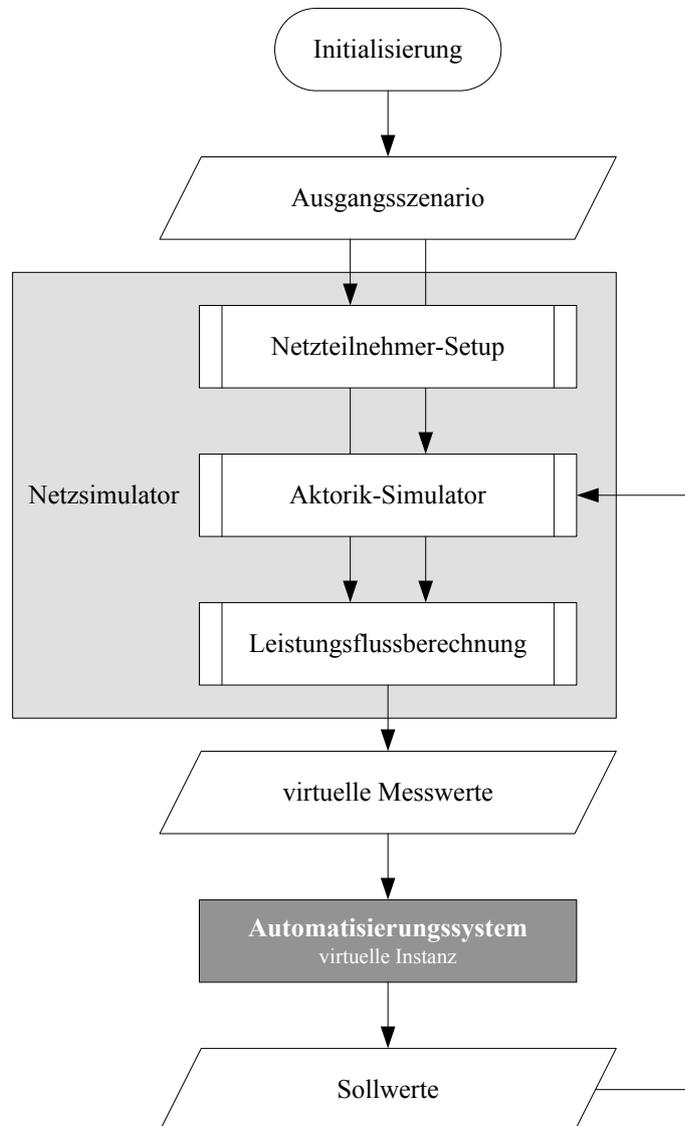 Initialisierung
Ausgangsszenario
Netzteilnehmer-Setup
Netzsimulator
Aktorik-Simulator
Leistungsflussberechnung
virtuelle Messwerte
Automatisierungssystem
virtuelle Instanz
Sollwerte